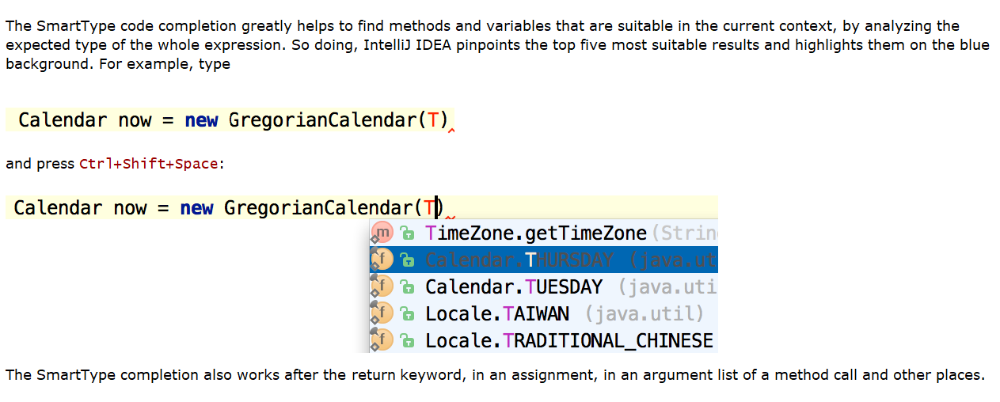 The SmartType code completion greatly helps to find methods and variables that are suitable in the current context, by analyzing the
expected type of the whole expression. So doing, IntelliJ IDEA pinpoints the top five most suitable results and highlights them on the blue
background. For example, type
Calendar now = new GregorianCalendar(T)
and press Ctrl+Shift+Space:
Calendar now = new GregorianCalendar(T)
m TimeZone.getTimeZone(Strin
f Calendar.THURSDAY (java.ut
f Calendar.TUESDAY (java.uti
f Locale.TAIWAN (java.util)
f Locale.TRADITIONAL_CHINESE
The SmartType completion also works after the return keyword, in an assignment, in an argument list of a method call and other places.